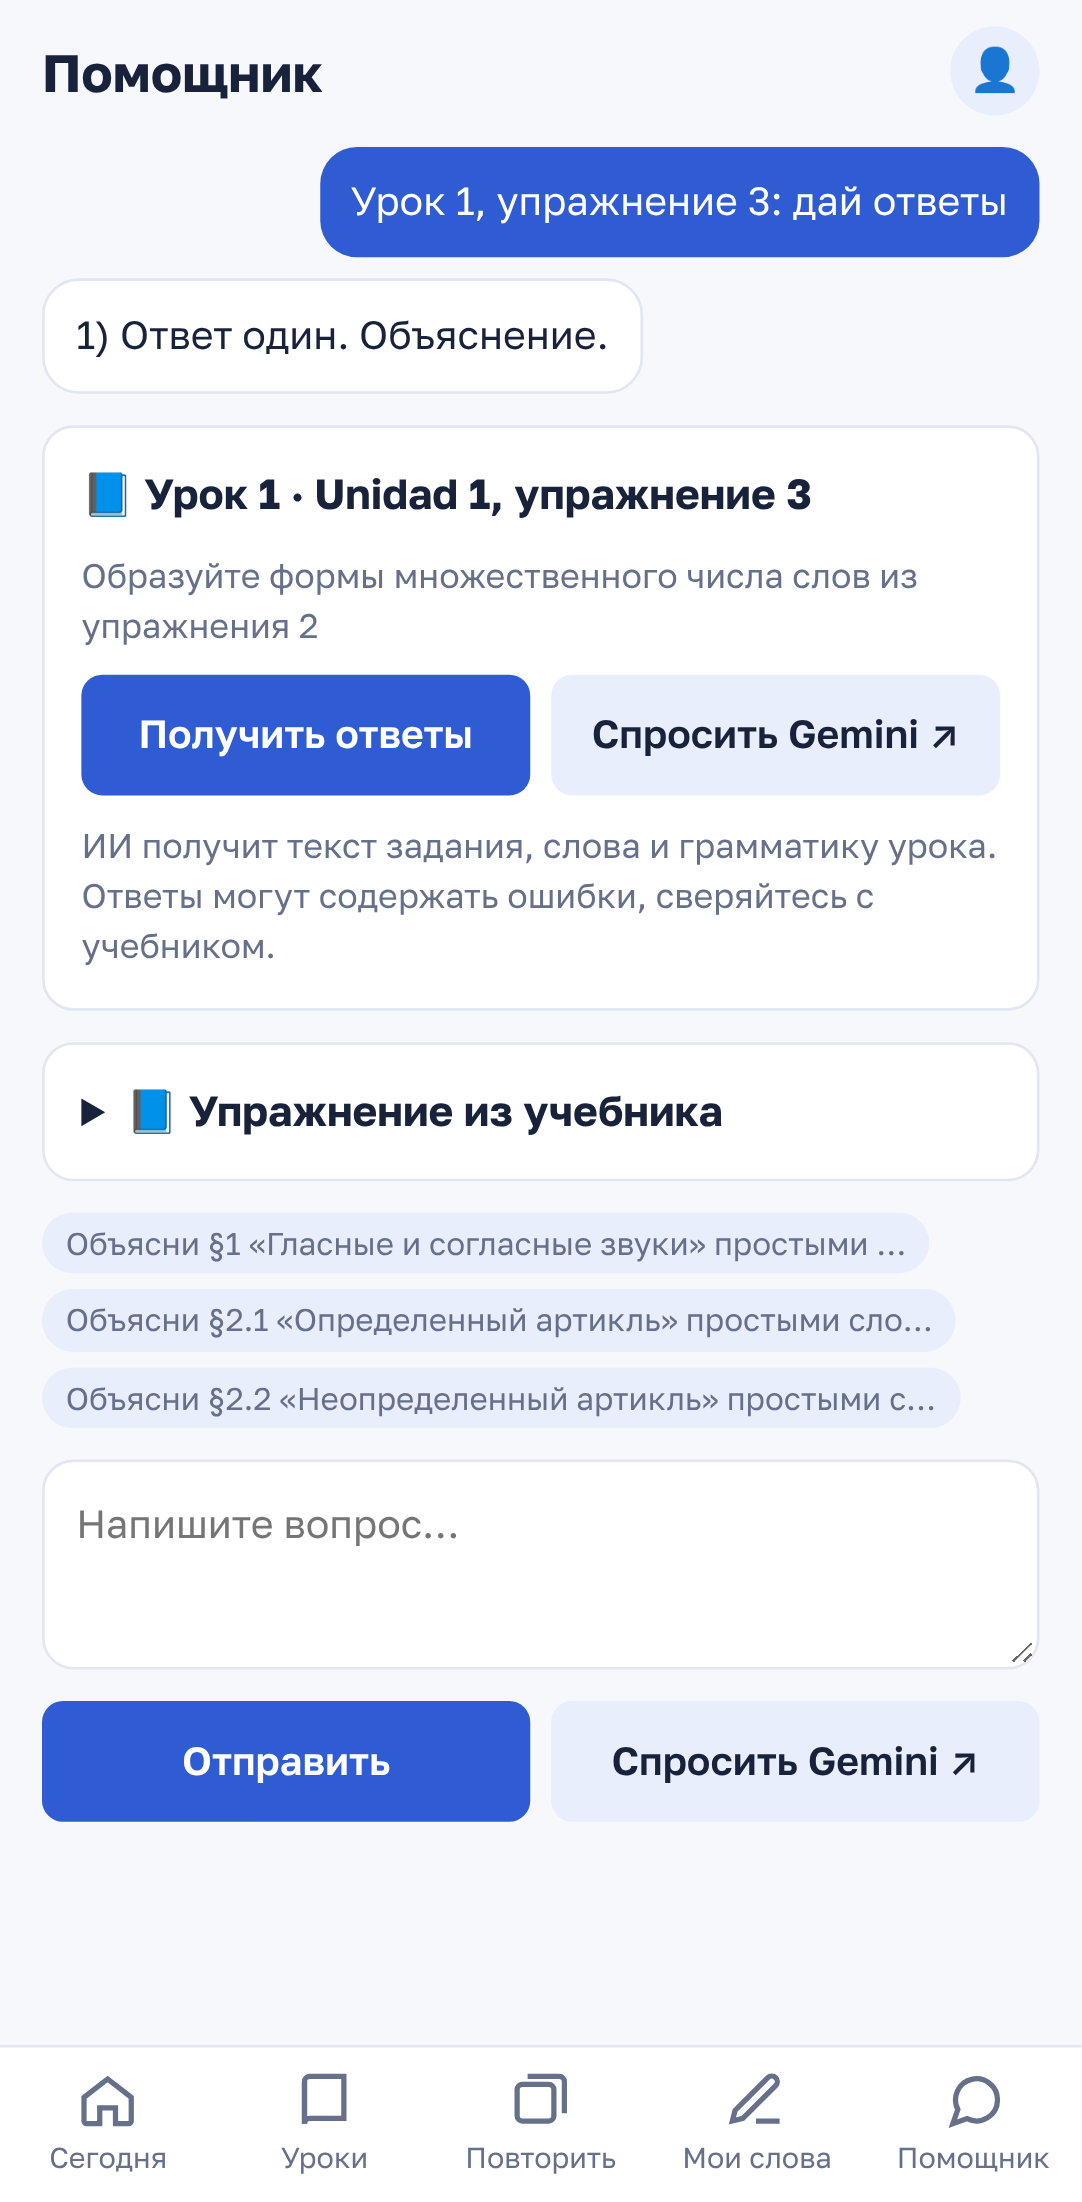 Помощник
Урок 1, упражнение 3: дай ответы
1) Ответ один. Объяснение.
📘 Урок 1 · Unidad 1, упражнение 3
Образуйте формы множественного числа слов из
упражнения 2
Получить ответы
Спросить Gemini ↗
ИИ получит текст задания, слова и грамматику урока.
Ответы могут содержать ошибки, сверяйтесь с
учебником.
▶ 📘 Упражнение из учебника
Объясни §1 «Гласные и согласные звуки» простыми …
Объясни §2.1 «Определенный артикль» простыми сло…
Объясни §2.2 «Неопределенный артикль» простыми с…
Напишите вопрос…
Отправить
Спросить Gemini ↗
Сегодня
Уроки
Повторить
Мои слова
Помощник